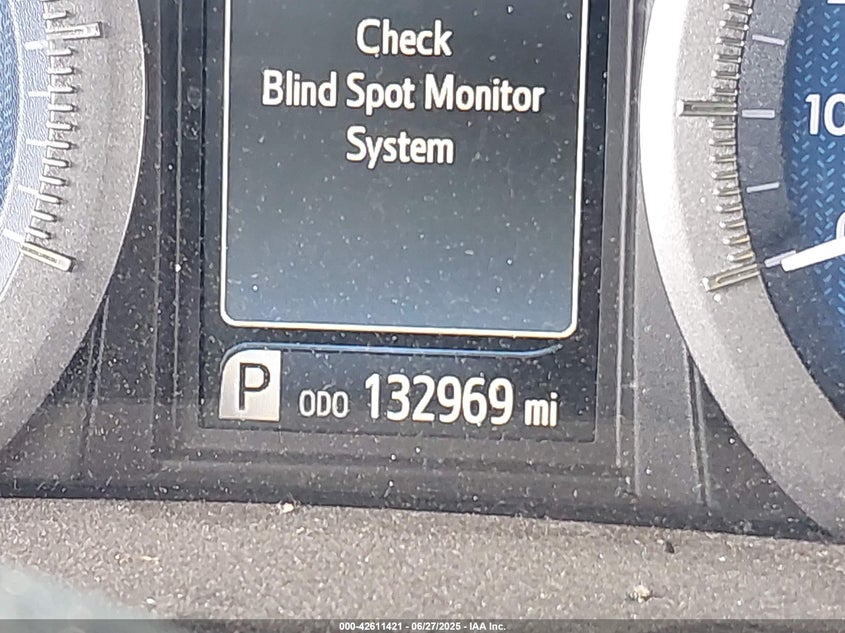 Check
Blind Spot Monitor
System
10
P ODO 132969 mi
000-42611421 - 06/27/2025 - IAA Inc.